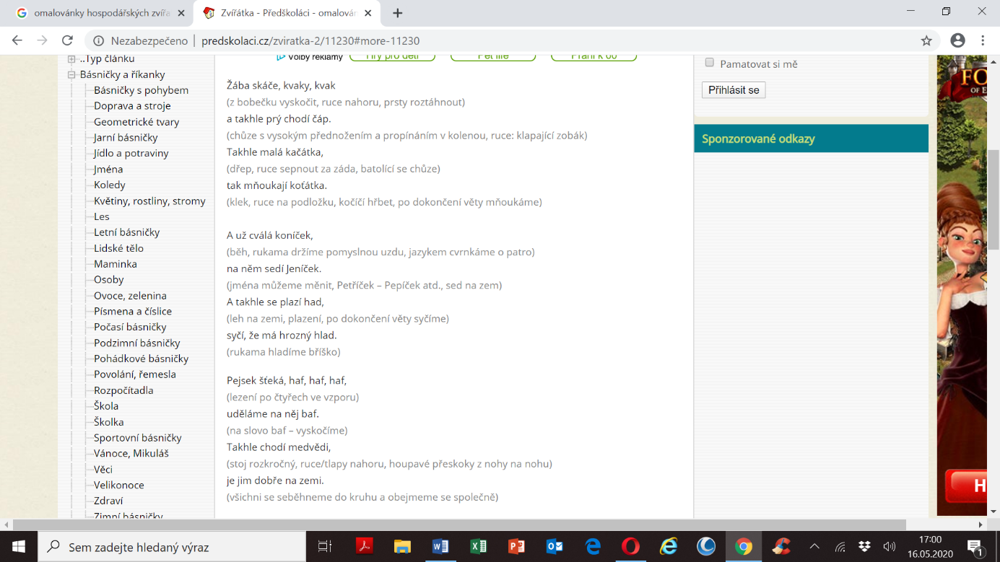 omalovánky hospodářských zvířa
Zvířátka - Předškoláci - omalován
Nezabezpečeno
predskolaci.cz/zviratka-2/11230#more-11230
..Typ článku
Básničky a říkanky
Básničky s pohybem
Doprava a stroje
Geometrické tvary
Jarní básničky
Jídlo a potraviny
Jména
Koledy
Květiny, rostliny, stromy
Les
Letní básničky
Lidské tělo
Maminka
Osoby
Ovoce, zelenina
Písmena a číslice
Počasí básničky
Podzimní básničky
Pohádkové básničky
Povolání, řemesla
Rozpočítadla
Škola
Školka
Sportovní básničky
Vánoce, Mikuláš
Věci
Velikonoce
Zdraví
Zimní básničky
Volby reklamy
Hry pro děti
Pet life
Přání k 60
Žába skáče, kvaky, kvak
(z bobečku vyskočit, ruce nahoru, prsty roztáhnout)
a takhle prý chodí čáp.
(chůze s vysokým přednožením a propínáním v kolenou, ruce: klapající zobák)
Takhle malá kačátka,
(dřep, ruce sepnout za záda, batolící se chůze)
tak mňoukají koťátka.
(klek, ruce na podložku, kočíčí hřbet, po dokončení věty mňoukáme)
A už cválá koníček,
(běh, rukama držíme pomyslnou uzdu, jazykem cvrnkáme o patro)
na něm sedí Jeníček.
(jména můžeme měnit, Petříček – Pepíček atd., sed na zem)
A takhle se plazí had,
(leh na zemi, plazení, po dokončení věty syčíme)
syčí, že má hrozný hlad.
(rukama hladíme bříško)
Pejsek šťeká, haf, haf, haf,
(lezení po čtyřech ve vzporu)
uděláme na něj baf.
(na slovo baf – vyskočíme)
Takhle chodí medvědi,
(stoj rozkročný, ruce/tlapy nahoru, houpavé přeskoky z nohy na nohu)
je jim dobře na zemi.
(všichni se seběhneme do kruhu a obejmeme se společně)
Pamatovat si mě
Přihlásit se
Sponzorované odkazy
FO
OF E
H
Sem zadejte hledaný výraz
17:00
16.05.2020
1